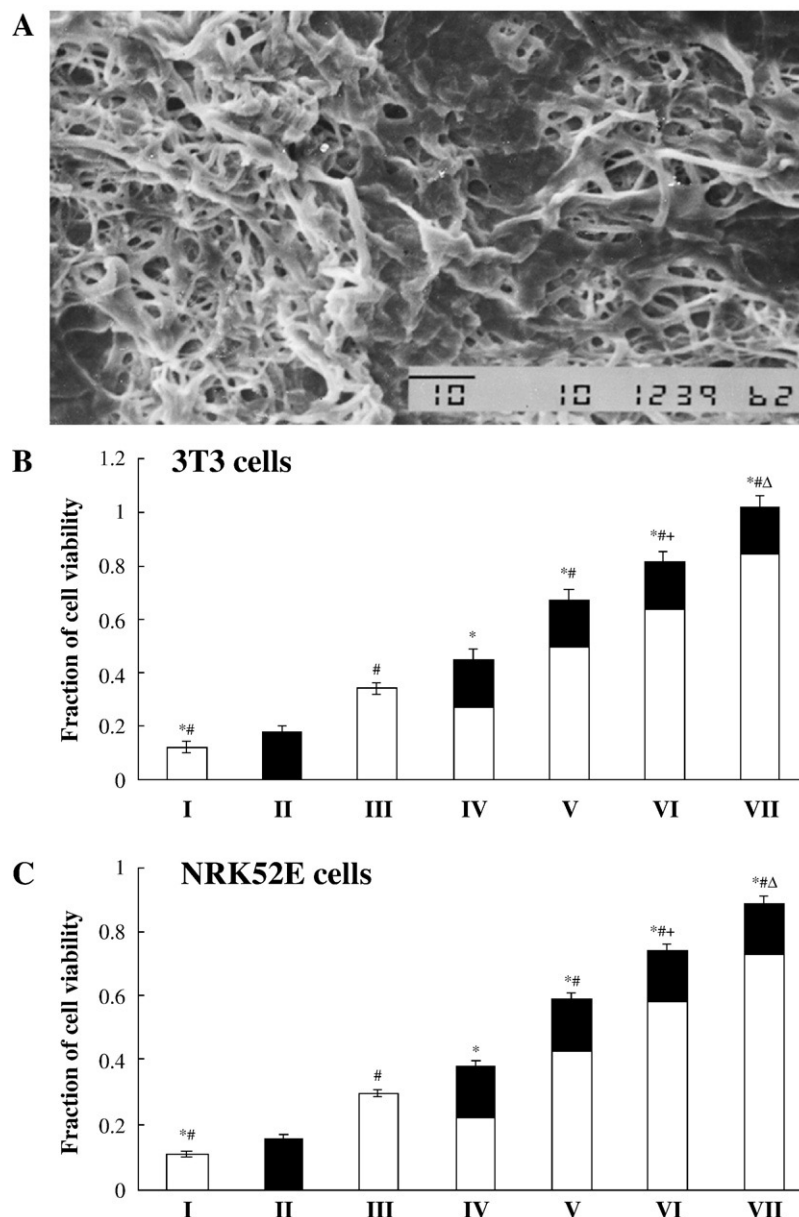 A
10 10 1239 62
B
3T3 cells
Fraction of cell viability
1.2
1
0.8
0.6
0.4
0.2
0
*#
#
*
*#
*#+
*#Δ
I II III IV V VI VII
C
NRK52E cells
Fraction of cell viability
1
0.8
0.6
0.4
0.2
0
*#
#
*
*#
*#+
*#Δ
I II III IV V VI VII